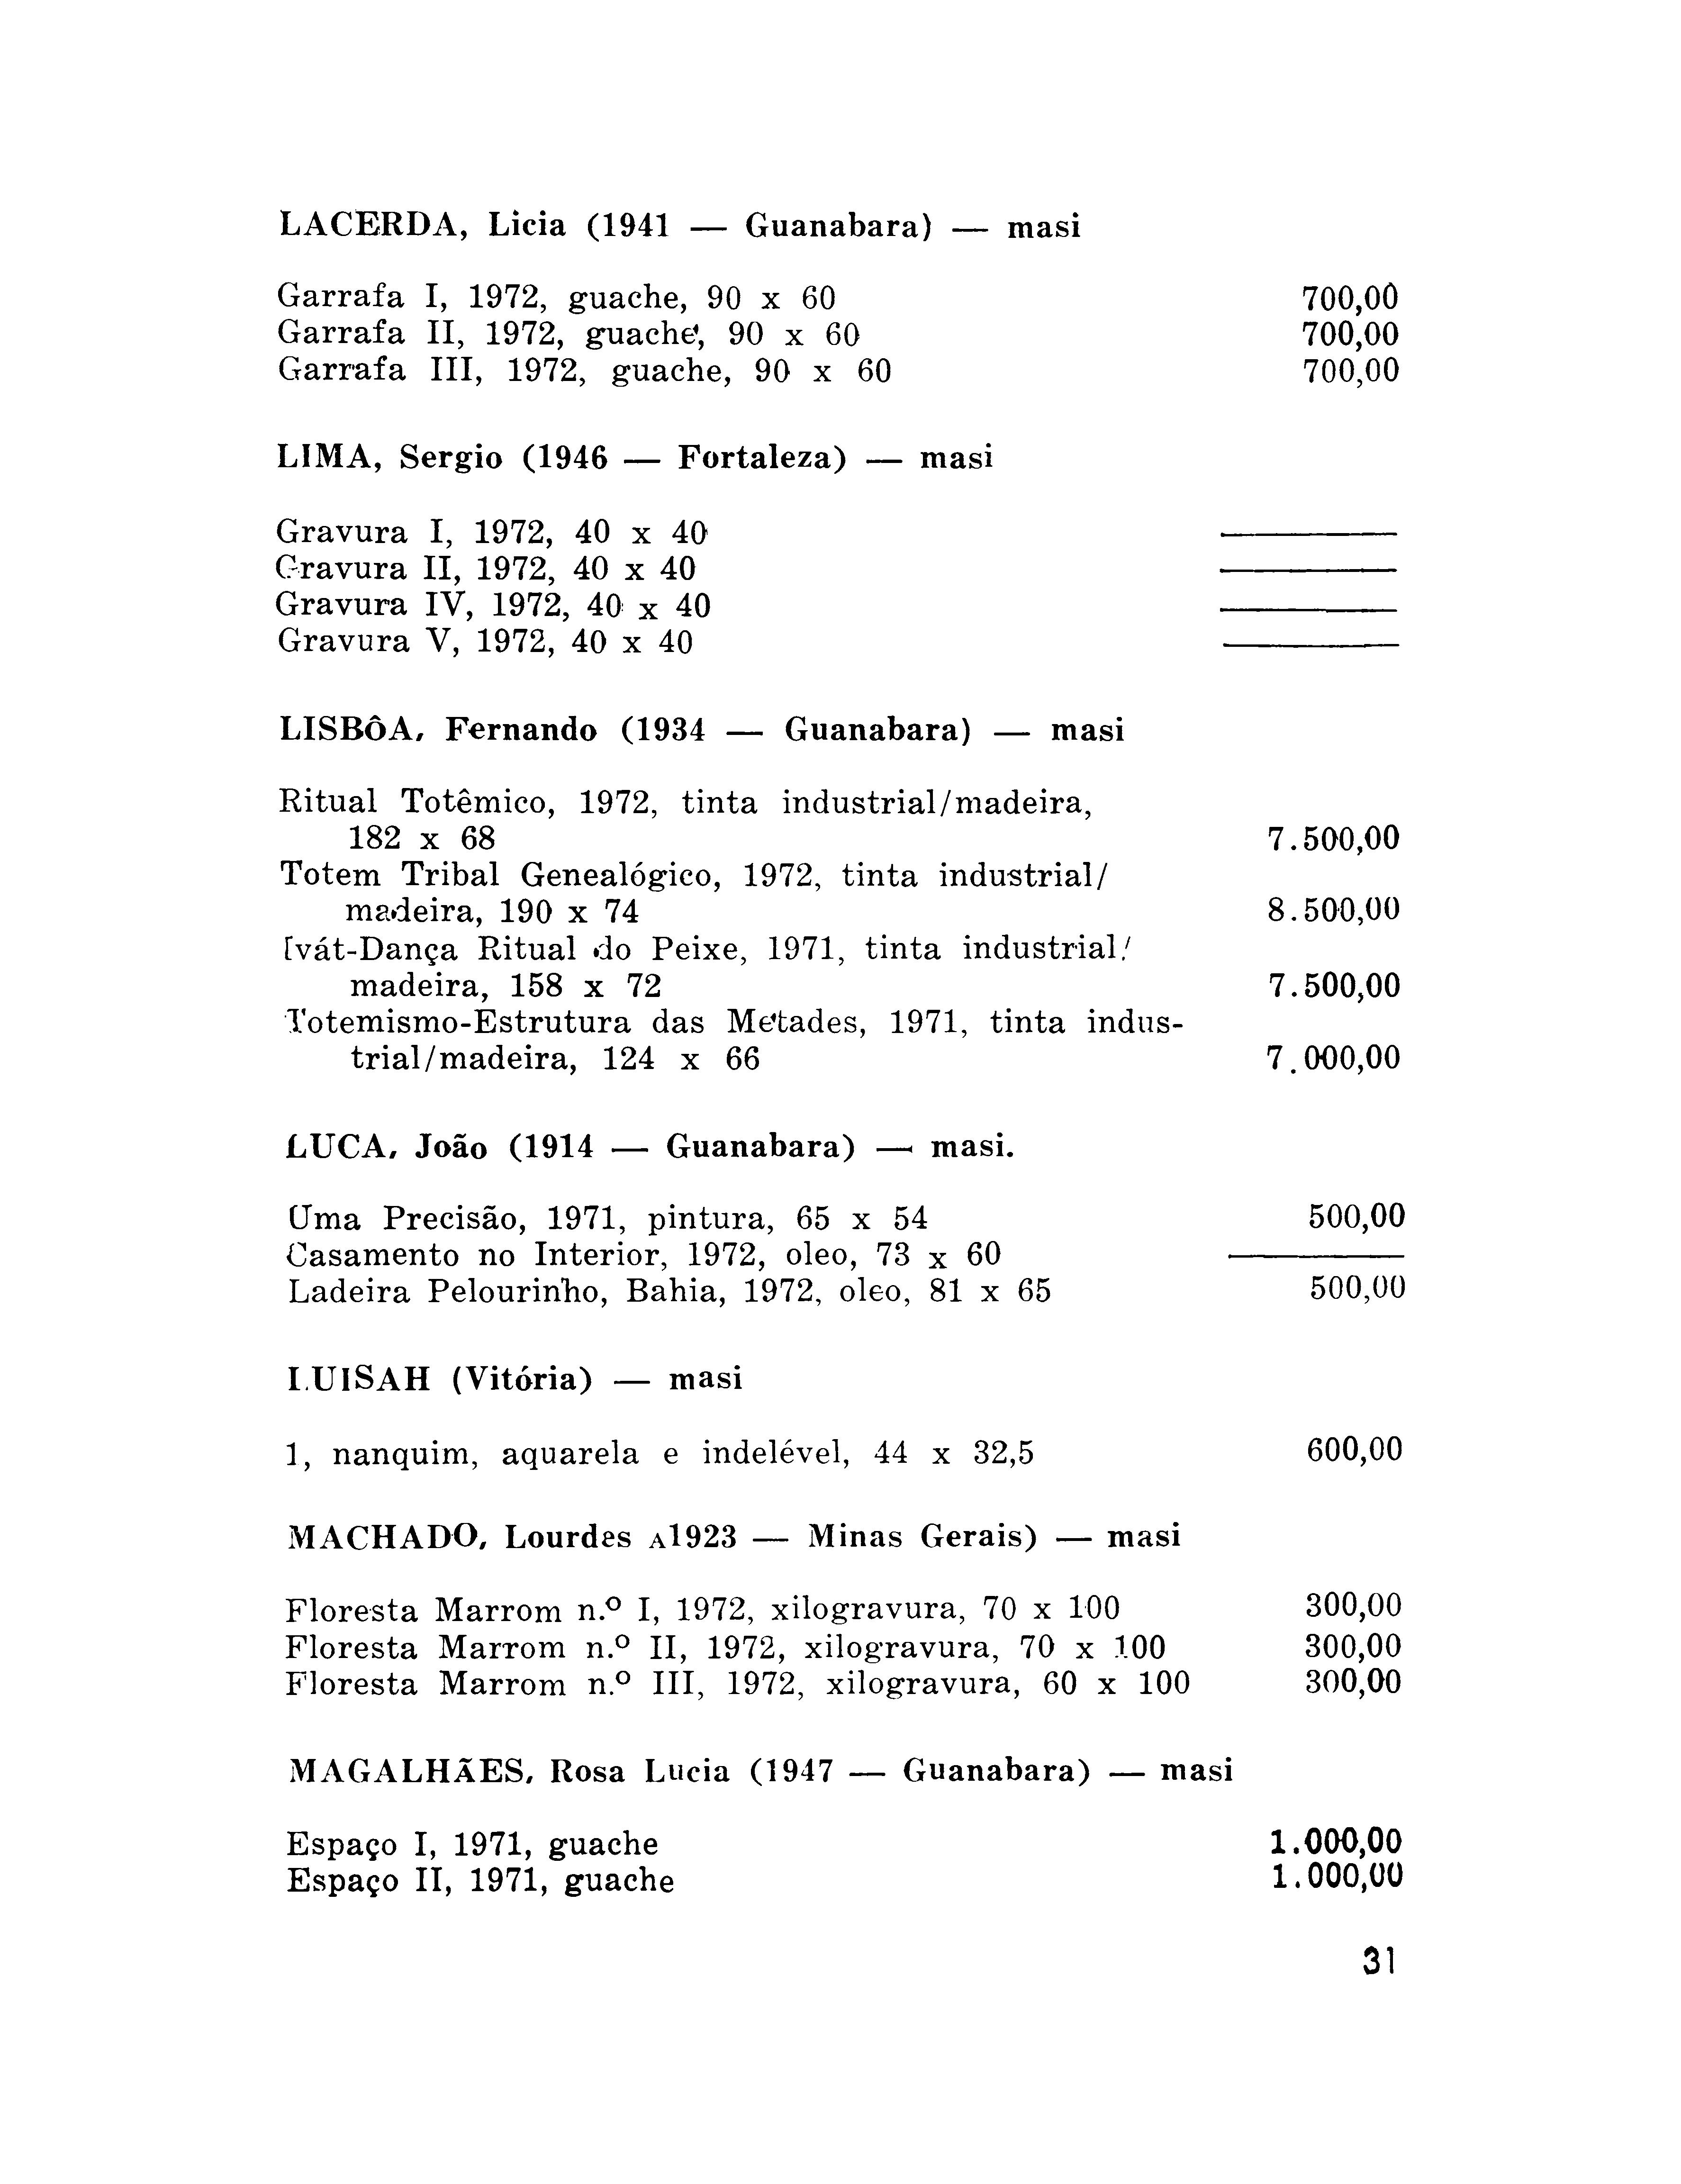 LACERDA, Licia (1941 — Guanabara) — masi
Garrafa I, 1972, guache, 90 x 60 700,00
Garrafa II, 1972, guache, 90 x 60 700,00
Garrafa III, 1972, guache, 90 x 60 700,00
LIMA, Sergio (1946 — Fortaleza) — masi
Gravura I, 1972, 40 x 40 ———
Gravura II, 1972, 40 x 40 ———
Gravura IV, 1972, 40 x 40 ———
Gravura V, 1972, 40 x 40 ———
LISBÔA, Fernando (1934 — Guanabara) — masi
Ritual Totêmico, 1972, tinta industrial/madeira,
182 x 68 7.500,00
Totem Tribal Genealógico, 1972, tinta industrial/
madeira, 190 x 74 8.500,00
Ivát-Dança Ritual do Peixe, 1971, tinta industrial/
madeira, 158 x 72 7.500,00
Totemismo-Estrutura das Metades, 1971, tinta indus-
trial/madeira, 124 x 66 7.000,00
LUCA, João (1914 — Guanabara) — masi.
Uma Precisão, 1971, pintura, 65 x 54 500,00
Casamento no Interior, 1972, oleo, 73 x 60 ———
Ladeira Pelourinho, Bahia, 1972, oleo, 81 x 65 500,00
LUISAH (Vitória) — masi
1, nanquim, aquarela e indelével, 44 x 32,5 600,00
MACHADO, Lourdes A1923 — Minas Gerais) — masi
Floresta Marrom n.º I, 1972, xilogravura, 70 x 100 300,00
Floresta Marrom n.º II, 1972, xilogravura, 70 x 100 300,00
Floresta Marrom n.º III, 1972, xilogravura, 60 x 100 300,00
MAGALHÃES, Rosa Lucia (1947 — Guanabara) — masi
Espaço I, 1971, guache 1.000,00
Espaço II, 1971, guache 1.000,00
31